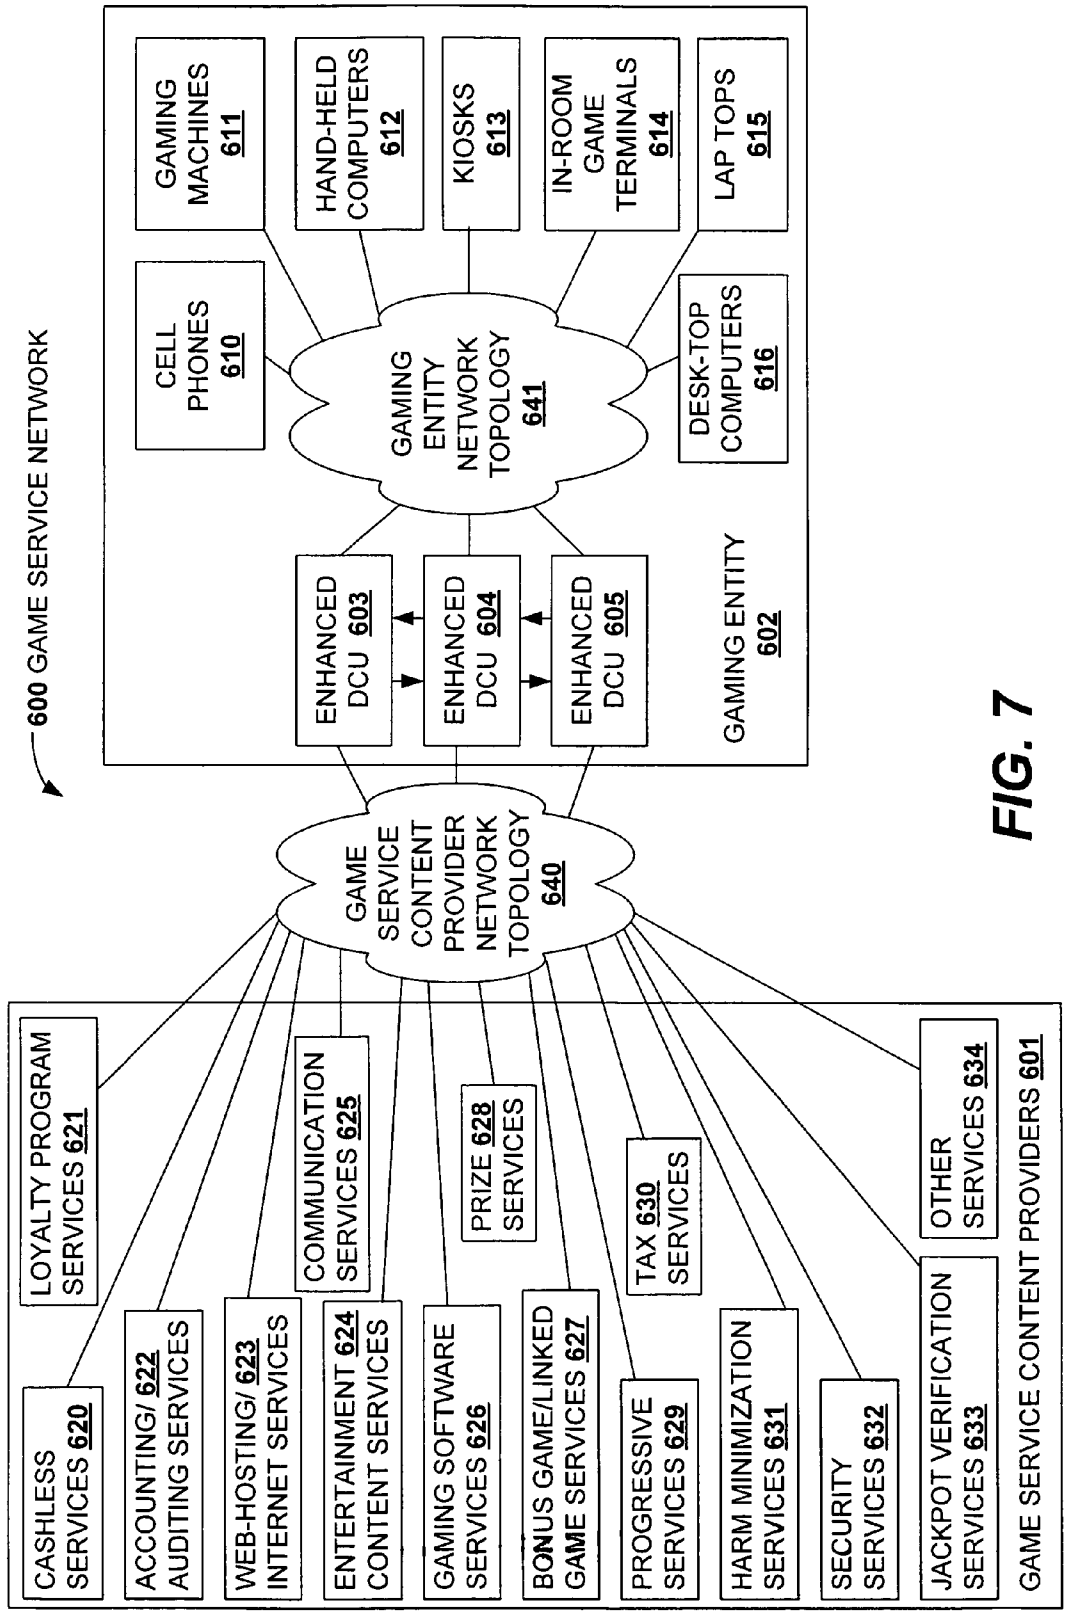 600 GAME SERVICE NETWORK
CASHLESS
SERVICES 620
LOYALTY PROGRAM
SERVICES 621
ACCOUNTING/ 622
AUDITING SERVICES
WEB-HOSTING/ 623
INTERNET SERVICES
COMMUNICATION
SERVICES 625
ENTERTAINMENT 624
CONTENT SERVICES
GAMING SOFTWARE
SERVICES 626
PRIZE 628
SERVICES
BONUS GAME/LINKED
GAME SERVICES 627
PROGRESSIVE
SERVICES 629
TAX 630
SERVICES
HARM MINIMIZATION
SERVICES 631
SECURITY
SERVICES 632
JACKPOT VERIFICATION
SERVICES 633
OTHER
SERVICES 634
GAME SERVICE CONTENT PROVIDERS 601
GAME
SERVICE
CONTENT
PROVIDER
NETWORK
TOPOLOGY
640
ENHANCED
DCU 603
ENHANCED
DCU 604
ENHANCED
DCU 605
GAMING ENTITY
602
GAMING
ENTITY
NETWORK
TOPOLOGY
641
CELL
PHONES
610
GAMING
MACHINES
611
HAND-HELD
COMPUTERS
612
KIOSKS
613
IN-ROOM
GAME
TERMINALS
614
LAP TOPS
615
DESK-TOP
COMPUTERS
616
FIG. 7